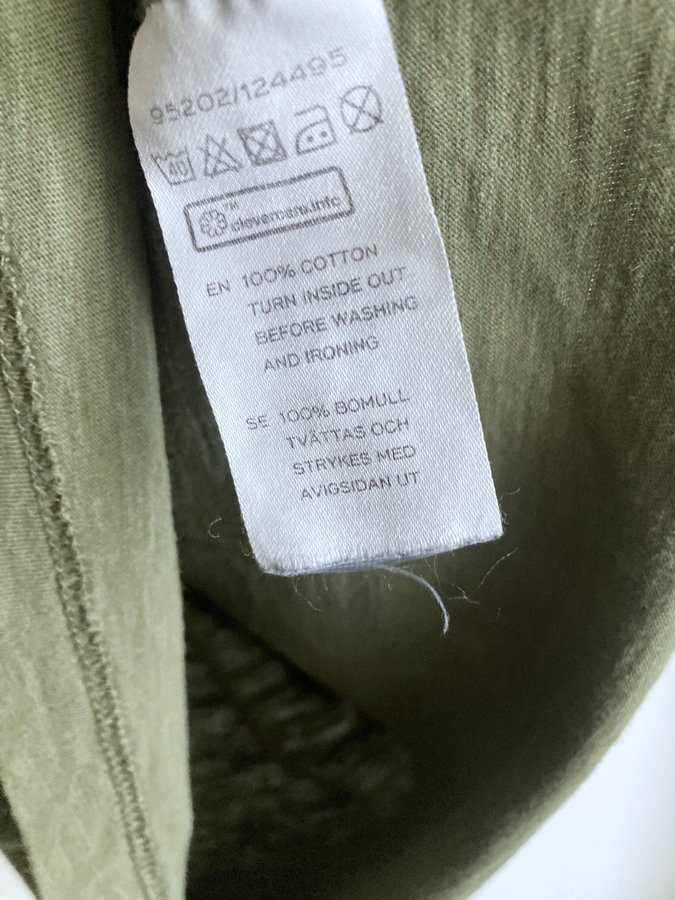 95202/124495
40
clevercare.info
EN 100% COTTON
TURN INSIDE OUT
BEFORE WASHING
AND IRONING
SE 100% BOMULL
TVÄTTAS OCH
STRYKES MED
AVIGSIDAN UT